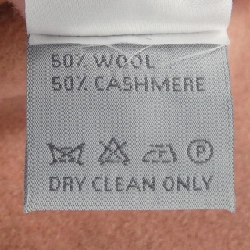 50% WOOL
50% CASHMERE
P
DRY CLEAN ONLY